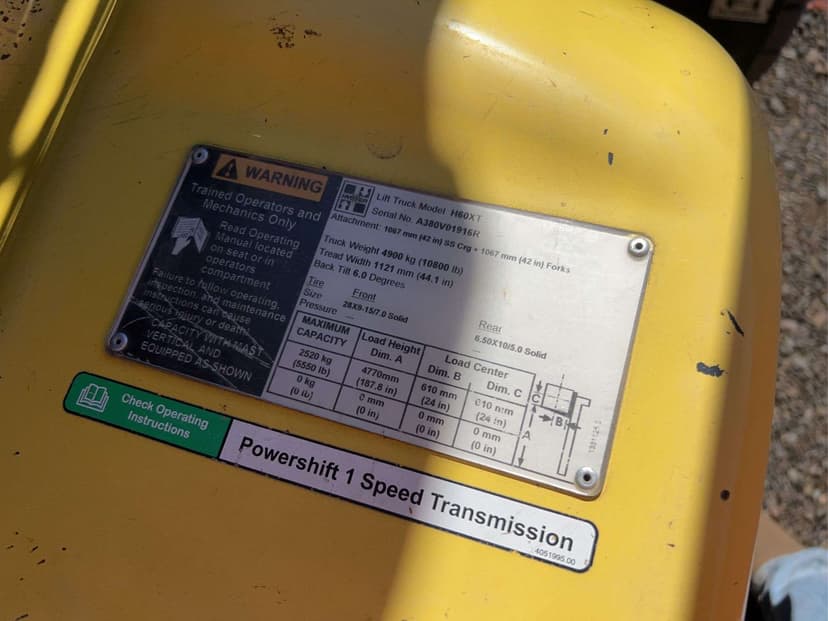 WARNING
Trained Operators and
Mechanics Only
Read Operating
Manual located
on seat or in
operators
compartment
Failure to follow operating,
inspection, and maintenance
instructions can cause
serious injury or death!
CAPACITY WITH MAST
VERTICAL AND
EQUIPPED AS SHOWN
Lift Truck Model H60XT
Serial No. A380V01916R
Attachment: 1067 mm (42 in) SS Crg + 1067 mm (42 in) Forks
Truck Weight 4900 kg (10800 lb)
Tread Width 1121 mm (44.1 in)
Back Tilt 6.0 Degrees
Tire Front Rear
Size 28X9-15/7.0 Solid 6.50X10/5.0 Solid
Pressure — —
MAXIMUM CAPACITY Load Height Dim. A Load Center Dim. B Dim. C
2520 kg (5550 lb) 4770mm (187.8 in) 610 mm (24 in) 610 mm (24 in)
0 kg (0 lb) 0 mm (0 in) 0 mm (0 in) 0 mm (0 in)
C
B
A
Check Operating
Instructions
Powershift 1 Speed Transmission
4051995.00